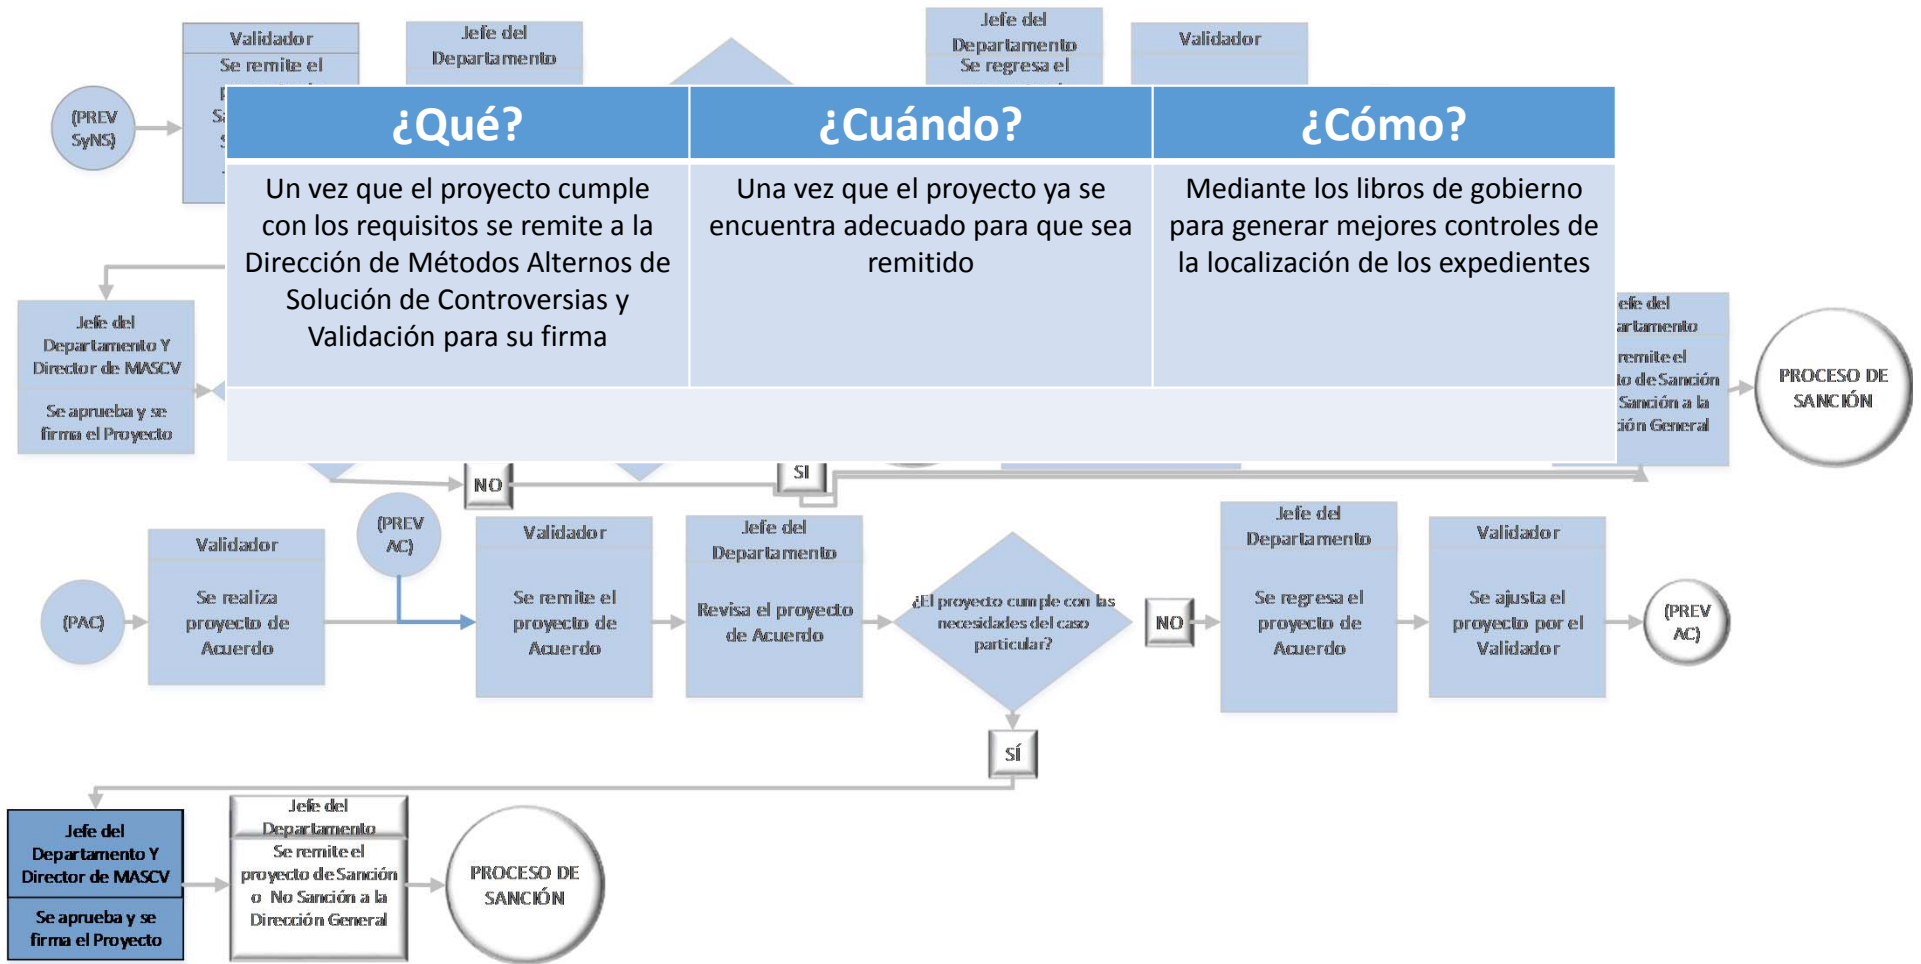 Validador
Se remite el
Jefe del
Departamento
Jefe del
Departamento
Se regresa el
Validador
(PREV
SyNS)
¿Qué?
¿Cuándo?
¿Cómo?
Un vez que el proyecto cumple
con los requisitos se remite a la
Dirección de Métodos Alternos de
Solución de Controversias y
Validación para su firma
Una vez que el proyecto ya se
encuentra adecuado para que sea
remitido
Mediante los libros de gobierno
para generar mejores controles de
la localización de los expedientes
Jefe del
Departamento Y
Director de MASCV
Se aprueba y se
firma el Proyecto
remite el
de Sanción
Sanción a la
General
PROCESO DE
SANCIÓN
NO
SI
(PAC)
Validador
Se realiza
proyecto de
Acuerdo
(PREV
AC)
Validador
Se remite el
proyecto de
Acuerdo
Jefe del
Departamento
Revisa el proyecto
de Acuerdo
¿El proyecto cumple con las
necesidades del caso
particular?
NO
Jefe del
Departamento
Se regresa el
proyecto de
Acuerdo
Validador
Se ajusta el
proyecto por el
Validador
(PREV
AC)
SÍ
Jefe del
Departamento Y
Director de MASCV
Se aprueba y se
firma el Proyecto
Jefe del
Departamento
Se remite el
proyecto de Sanción
o No Sanción a la
Dirección General
PROCESO DE
SANCIÓN